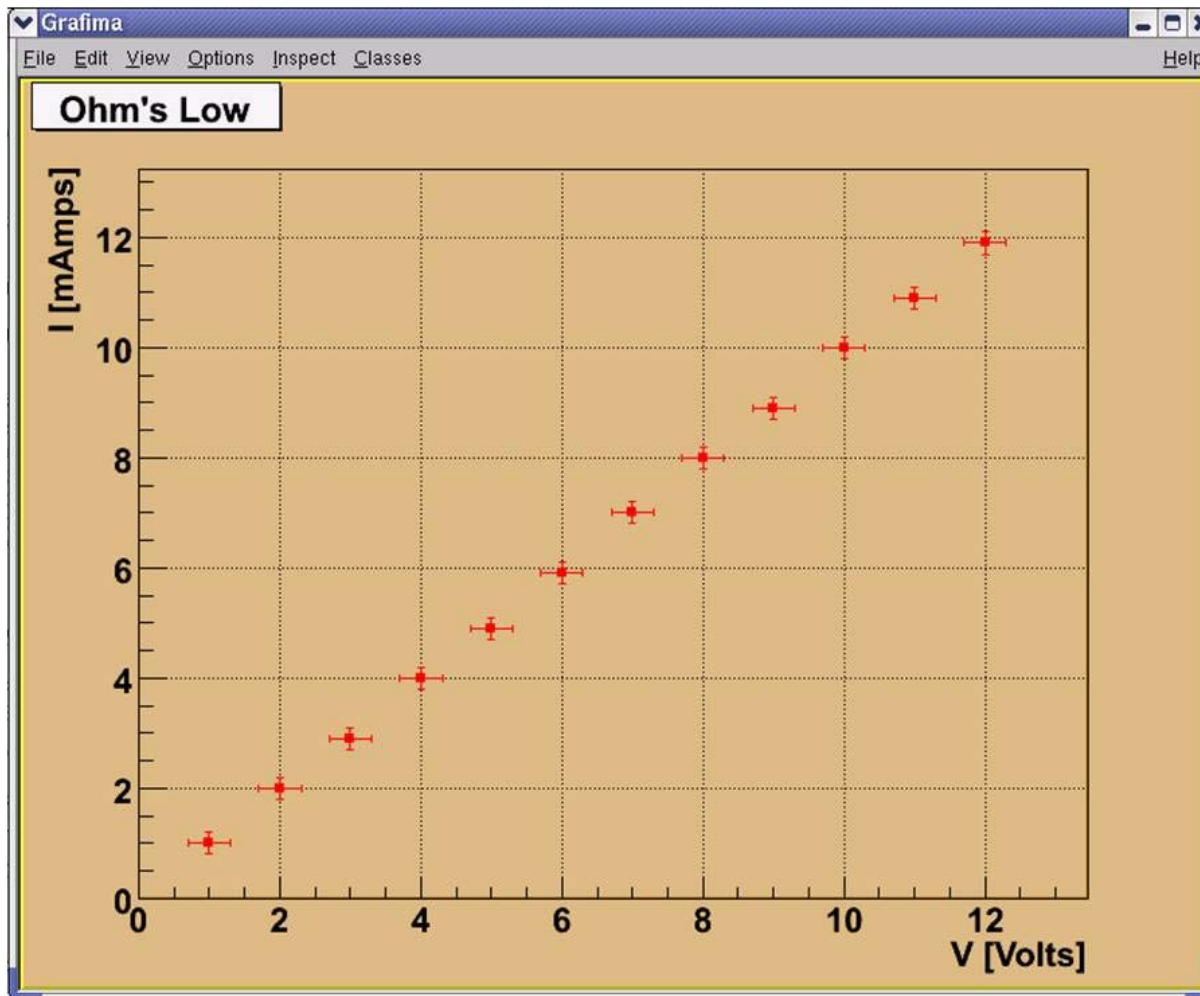 Grafima
File Edit View Options Inspect Classes Help
Ohm's Low
I [mAmps]
12
10
8
6
4
2
0
0 2 4 6 8 10 12
V [Volts]